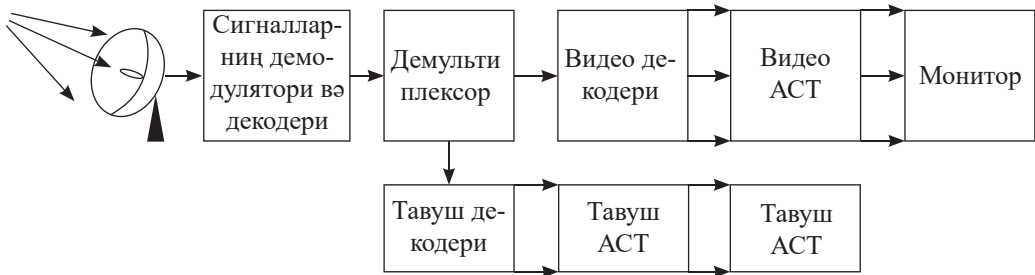 Сигналлар-
ниң демо-
дулятори вә
декодери
Демульти
плексор
Видео де-
кодери
Видео
АСТ
Монитор
Тавуш де-
кодери
Тавуш
АСТ
Тавуш
АСТ